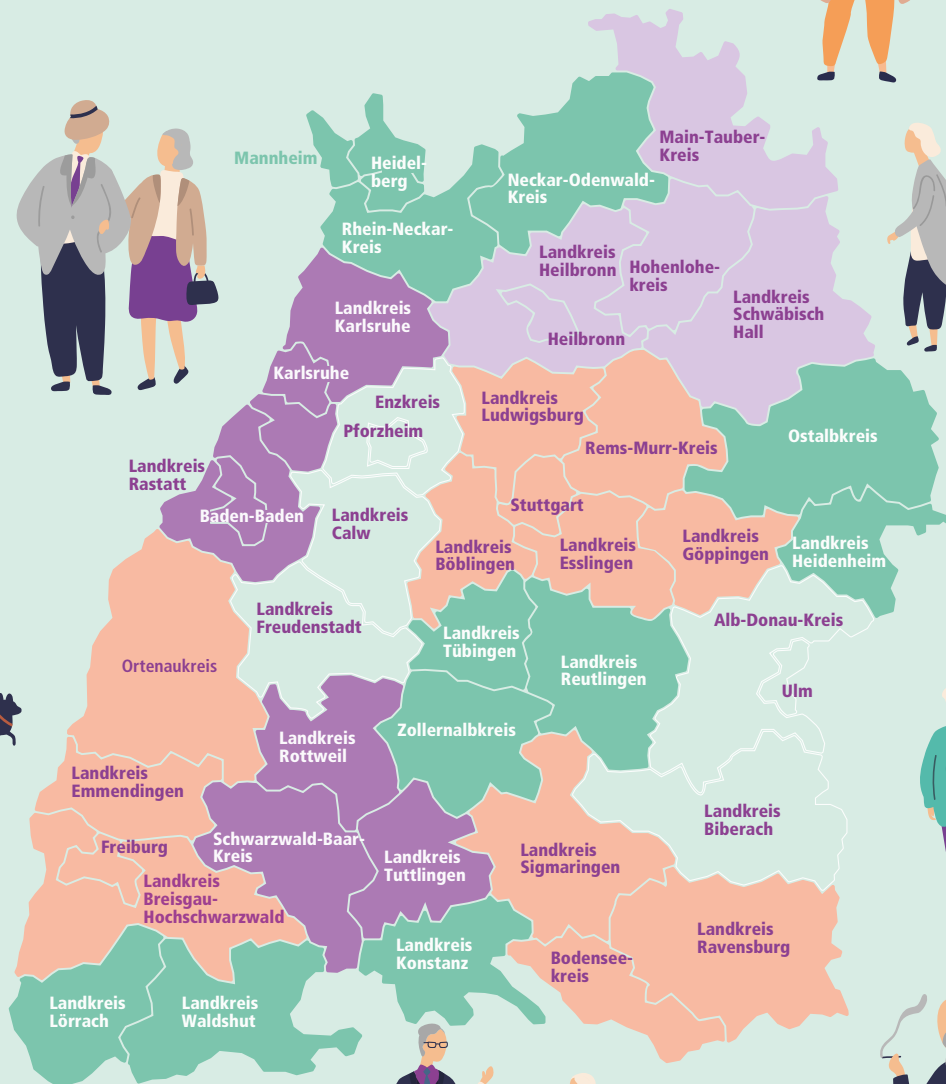 Main-Tauber-
Kreis
Mannheim
Heidel-
berg
Neckar-Odenwald-
Kreis
Rhein-Neckar-
Kreis
Landkreis
Heilbronn
Hohenlohe-
kreis
Landkreis
Schwäbisch
Hall
Landkreis
Karlsruhe
Heilbronn
Karlsruhe
Enzkreis
Landkreis
Ludwigsburg
Pforzheim
Rems-Murr-Kreis
Ostalbkreis
Landkreis
Rastatt
Baden-Baden
Landkreis
Calw
Stuttgart
Landkreis
Böblingen
Landkreis
Esslingen
Landkreis
Göppingen
Landkreis
Heidenheim
Landkreis
Freudenstadt
Landkreis
Tübingen
Alb-Donau-Kreis
Ortenaukreis
Landkreis
Reutlingen
Ulm
Landkreis
Rottweil
Zollernalbkreis
Landkreis
Emmendingen
Landkreis
Biberach
Freiburg
Schwarzwald-Baar-
Kreis
Landkreis
Tuttlingen
Landkreis
Sigmaringen
Landkreis
Breisgau-
Hochschwarzwald
Landkreis
Konstanz
Bodensee-
kreis
Landkreis
Ravensburg
Landkreis
Lörrach
Landkreis
Waldshut